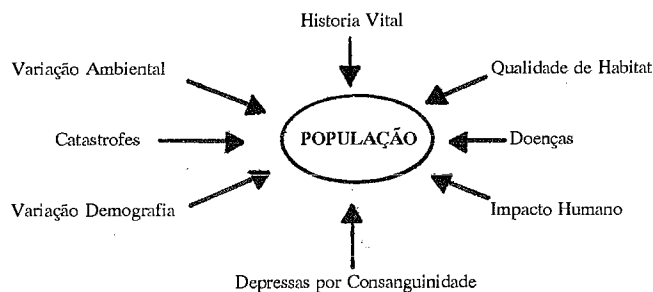 Historia Vital
Variação Ambiental
Qualidade de Habitat
Catastrofes
POPULAÇÃO
Doenças
Variação Demografia
Impacto Humano
Depressas por Consanguinidade